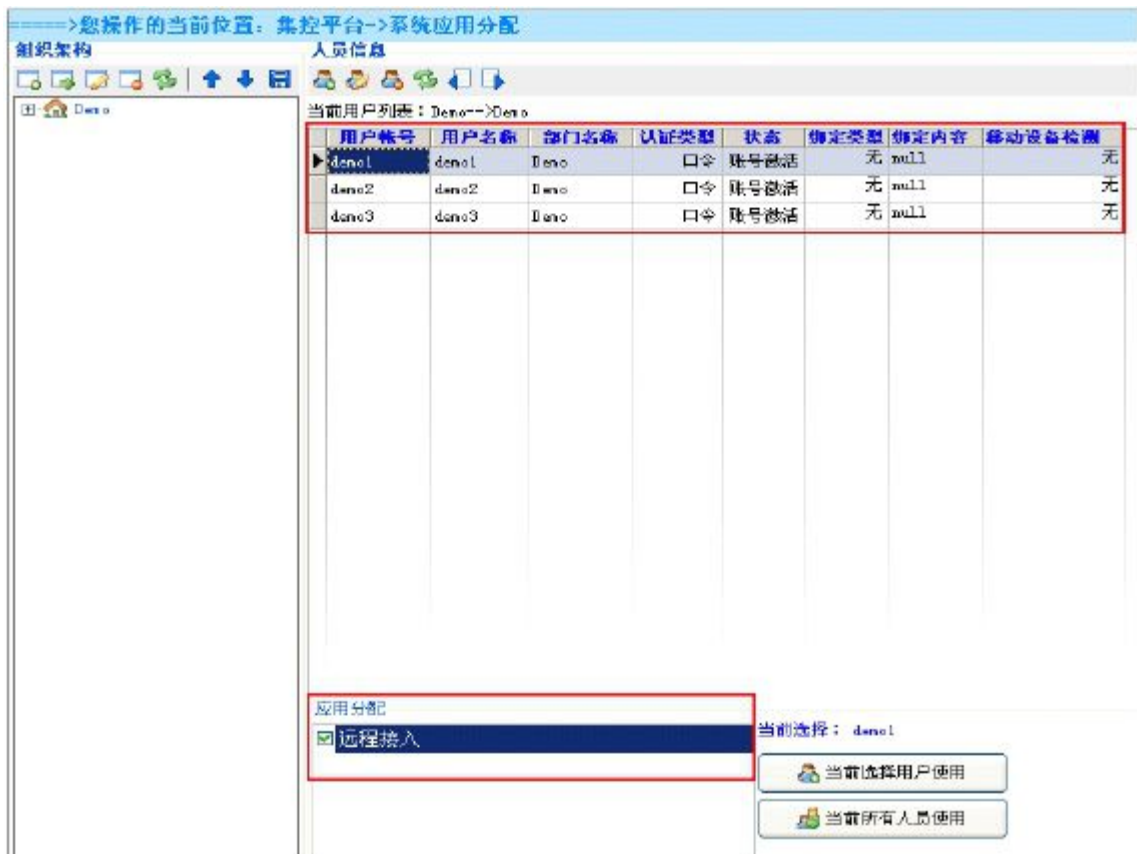 =====>您操作的当前位置：集控平台->系统应用分配
组织架构
人员信息
Demo
当前用户列表：Demo-->Demo
用户帐号 用户名称 部门名称 认证类型 状态 绑定类型 绑定内容 移动设备检测
demo1 demo1 Demo 口令 账号激活 无 null 无
demo2 demo2 Demo 口令 账号激活 无 null 无
demo3 demo3 Demo 口令 账号激活 无 null 无
应用分配
远程接入
当前选择：demo1
当前选择用户使用
当前所有人员使用